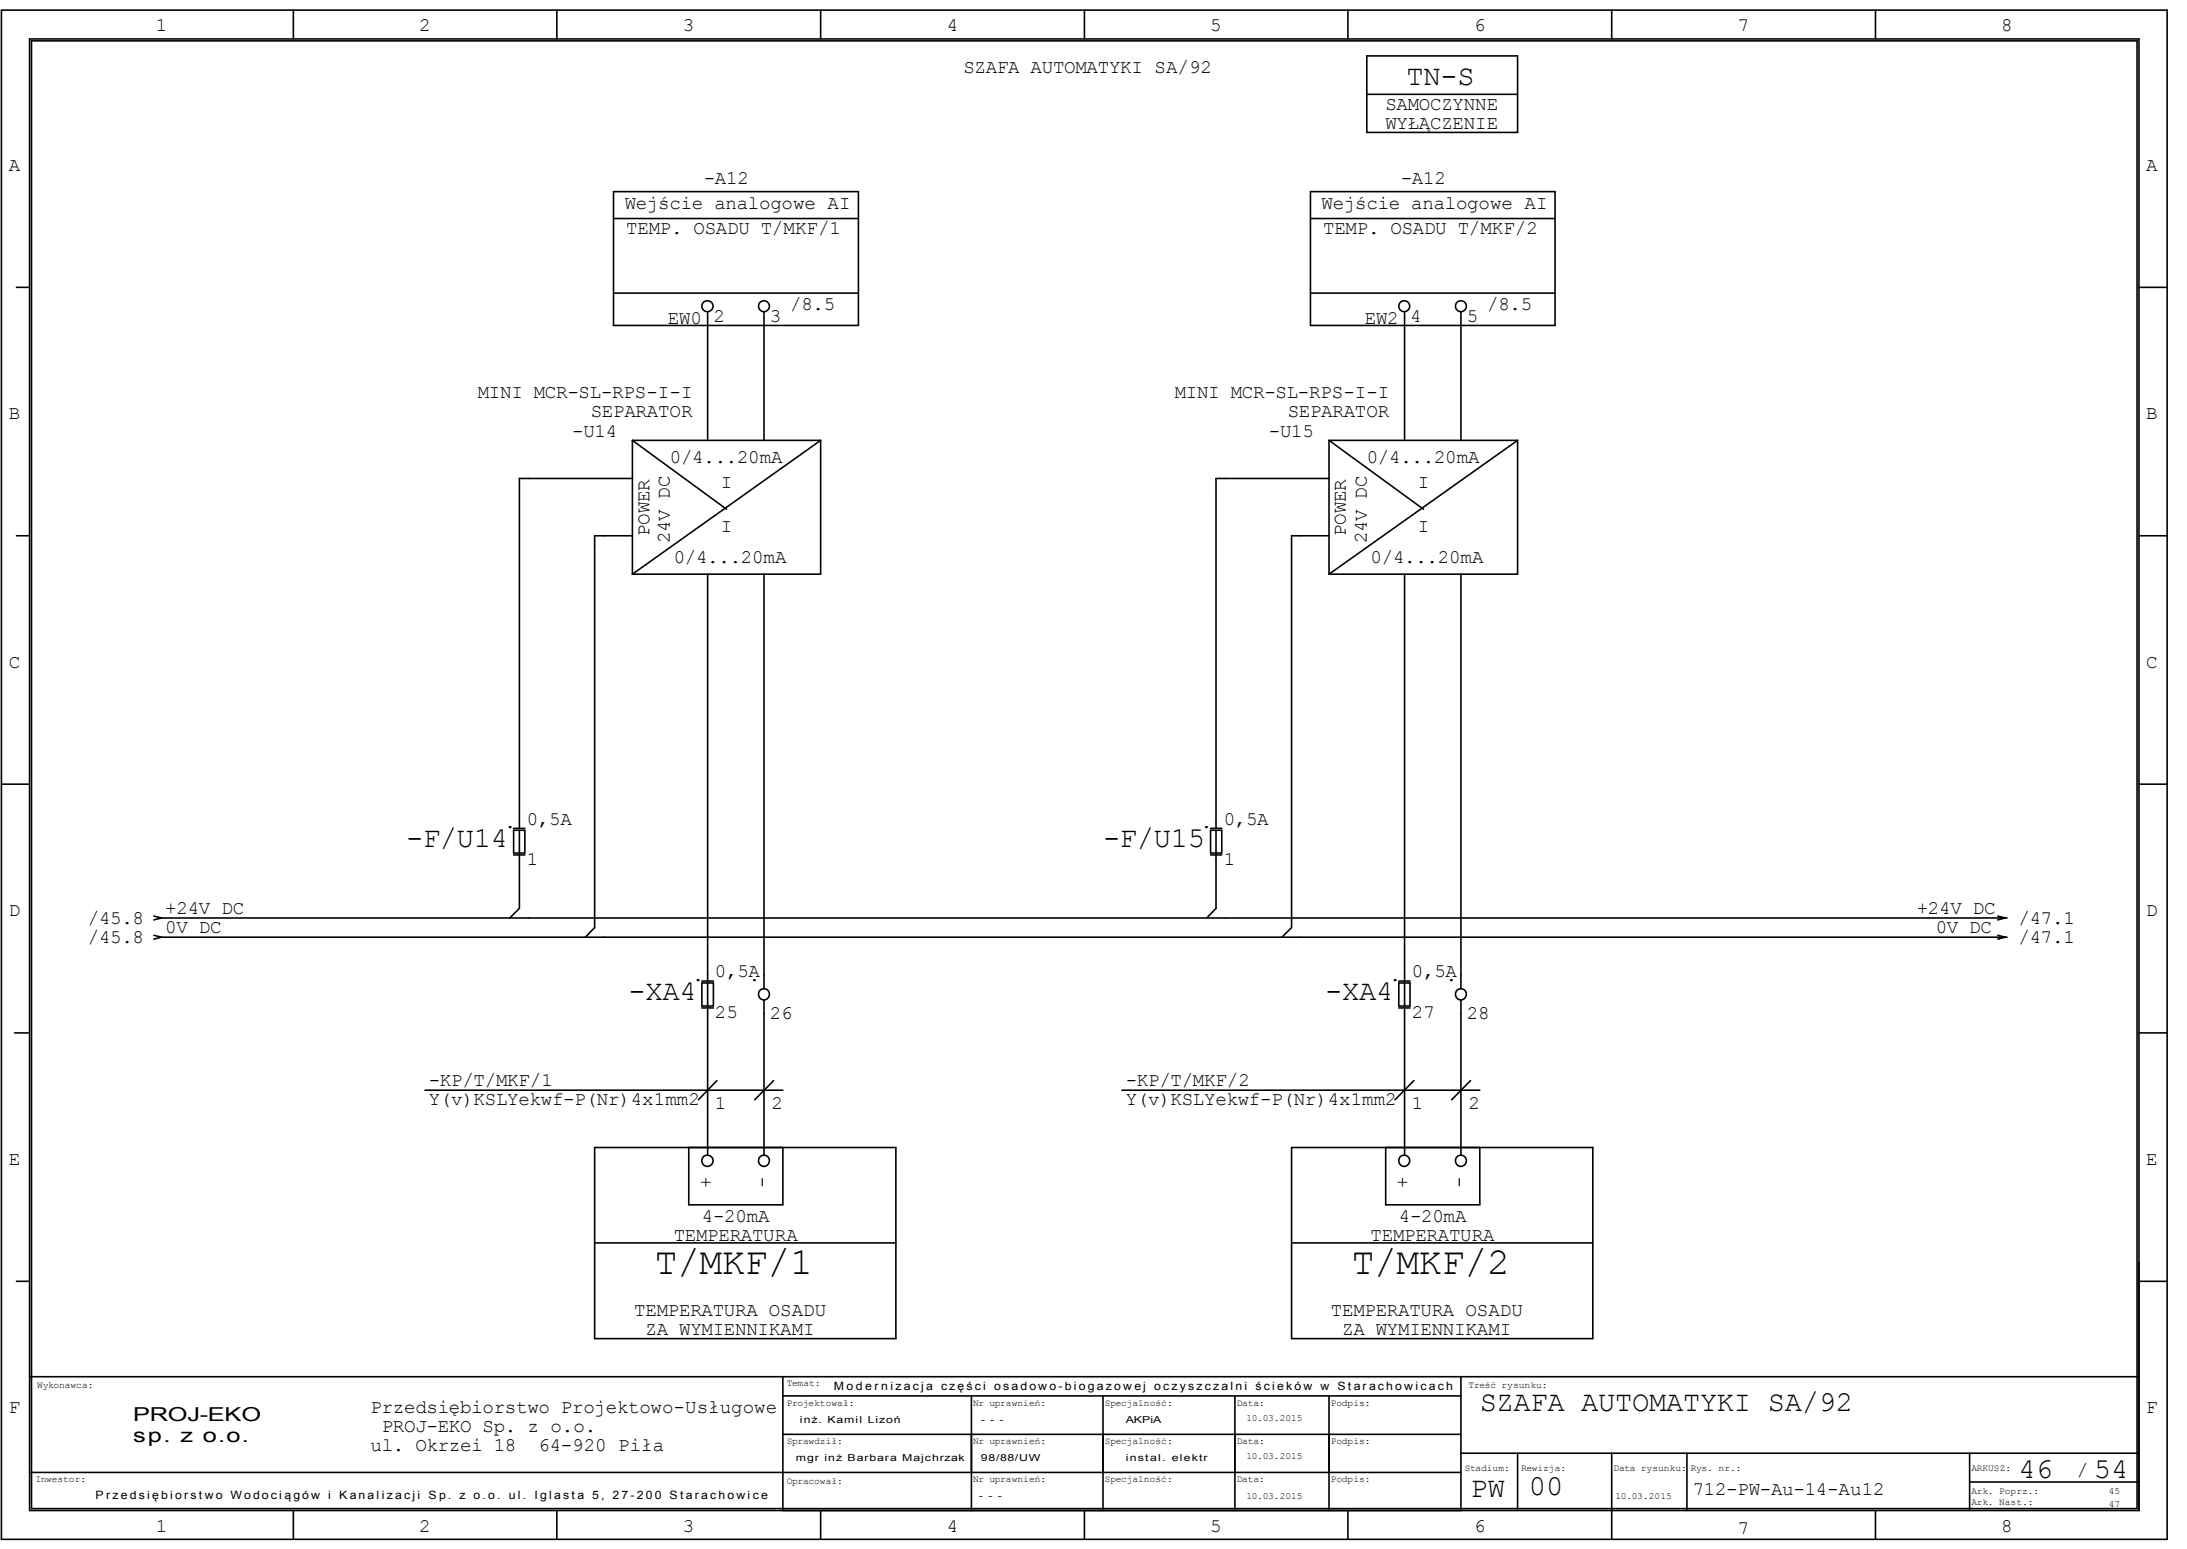 1 2 3 4 5 6 7 8
SZAFA AUTOMATYKI SA/92
TN-S
SAMOCZYNNE
WYŁĄCZENIE
A A
-A12
Wejście analogowe AI
TEMP. OSADU T/MKF/1
EW0 2 3 /8.5
-A12
Wejście analogowe AI
TEMP. OSADU T/MKF/2
EW2 4 5 /8.5
B B
MINI MCR-SL-RPS-I-I
SEPARATOR
-U14
0/4...20mA
I
POWER
24V DC
I
0/4...20mA
MINI MCR-SL-RPS-I-I
SEPARATOR
-U15
0/4...20mA
I
POWER
24V DC
I
0/4...20mA
C C
-F/U14 0,5A
1
-F/U15 0,5A
1
D D
/45.8 +24V DC
/45.8 0V DC
+24V DC /47.1
0V DC /47.1
-XA4 0,5A
25 26
-XA4 0,5A
27 28
-KP/T/MKF/1
Y(v)KSLYekwf-P(Nr)4x1mm2 1 2
-KP/T/MKF/2
Y(v)KSLYekwf-P(Nr)4x1mm2 1 2
E E
+ -
4-20mA
TEMPERATURA
T/MKF/1
TEMPERATURA OSADU
ZA WYMIENNIKAMI
+ -
4-20mA
TEMPERATURA
T/MKF/2
TEMPERATURA OSADU
ZA WYMIENNIKAMI
F F
Wykonawca:
PROJ-EKO
sp. z o.o.
Przedsiębiorstwo Projektowo-Usługowe
PROJ-EKO Sp. z o.o.
ul. Okrzei 18 64-920 Piła
Inwestor:
Przedsiębiorstwo Wodociągów i Kanalizacji Sp. z o.o. ul. Iglasta 5, 27-200 Starachowice
Temat: Modernizacja części osadowo-biogazowej oczyszczalni ścieków w Starachowicach
Projektował: Nr uprawnień: Specjalność: Data: Podpis:
inż. Kamil Lizoń - - - AKPiA 10.03.2015
Sprawdził: Nr uprawnień: Specjalność: Data: Podpis:
mgr inż Barbara Majchrzak 98/88/UW instal. elektr 10.03.2015
Opracował: Nr uprawnień: Specjalność: Data: Podpis:
- - - 10.03.2015
Treść rysunku:
SZAFA AUTOMATYKI SA/92
Stadium: Rewizja: Data rysunku: Rys. nr.:
PW 00 10.03.2015 712-PW-Au-14-Au12
ARKUSZ: 46 / 54
Ark. Poprz.: 45
Ark. Nast.: 47
1 2 3 4 5 6 7 8